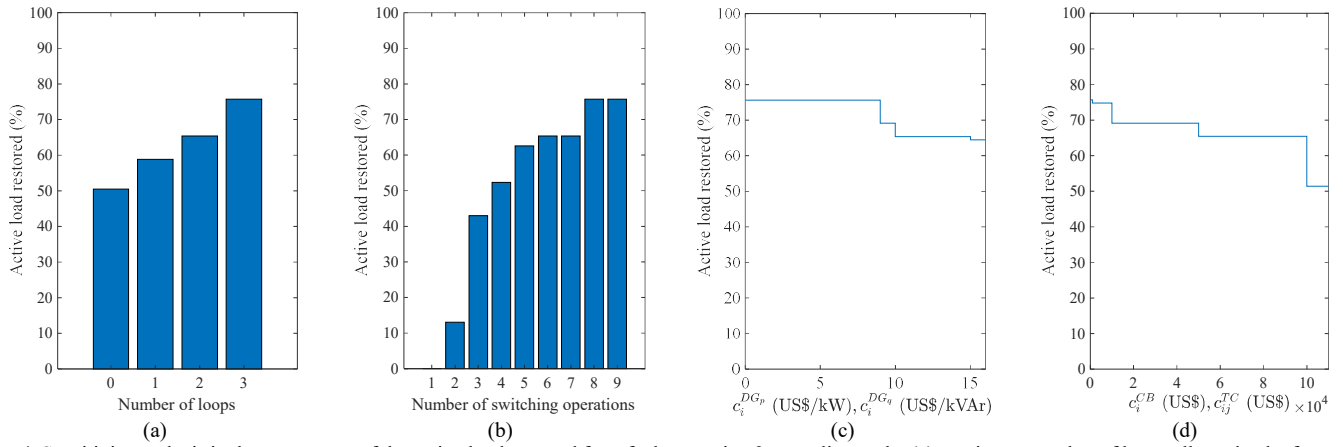 100
90
80
70
60
50
40
30
20
10
0
Active load restored (%)
0 1 2 3
Number of loops
(a)
100
90
80
70
60
50
40
30
20
10
0
Active load restored (%)
1 2 3 4 5 6 7 8 9
Number of switching operations
(b)
100
90
80
70
60
50
40
30
20
10
0
Active load restored (%)
0 5 10 15
c_i^{DG_p} (US$/kW), c_i^{DG_q} (US$/kVAr)
(c)
100
90
80
70
60
50
40
30
20
10
0
Active load restored (%)
0 2 4 6 8 10
c_i^{CB} (US$), c_{ij}^{TC} (US$) ×10^4
(d)